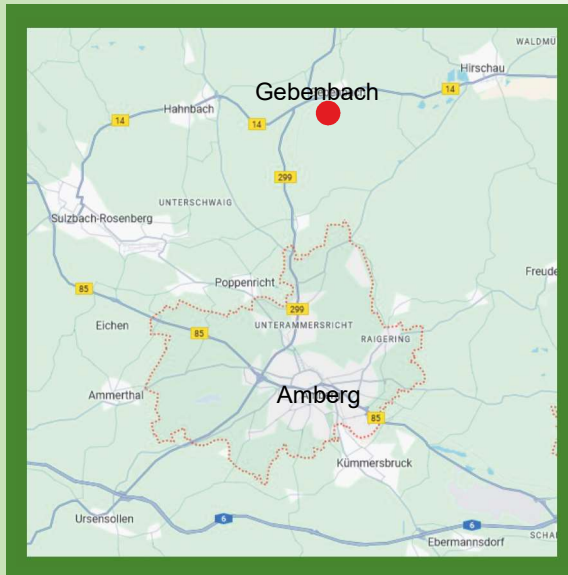 WALDMÜ
Hirschau
Gebenbach
14
Hahnbach
14
14
299
UNTERSCHWAIG
Sulzbach-Rosenberg
Freude
Poppenricht
85
299
Eichen
85
UNTERAMMERSRICHT
RAIGERING
Ammerthal
Amberg
85
Kümmersbruck
Ursensollen
6
6
Ebermannsdorf
SCHA